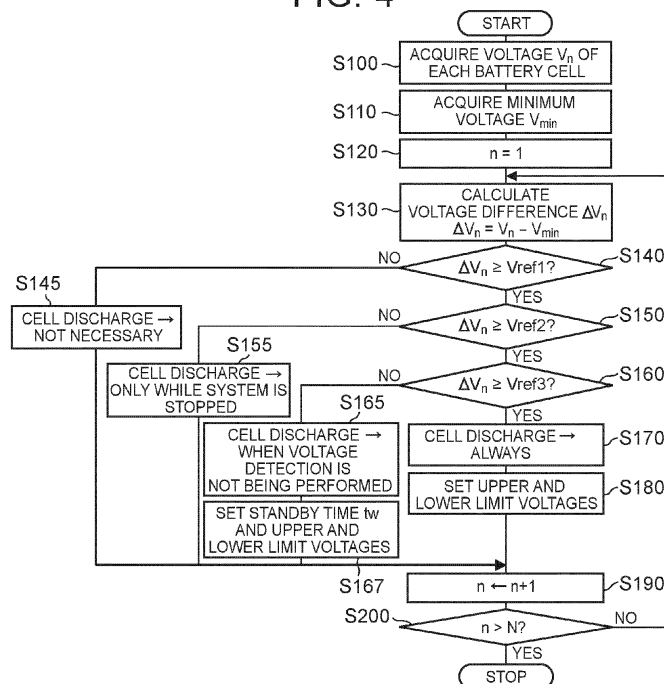 FIG. 4
START
S100
ACQUIRE VOLTAGE Vn OF
EACH BATTERY CELL
S110
ACQUIRE MINIMUM
VOLTAGE Vmin
S120
n = 1
S130
CALCULATE
VOLTAGE DIFFERENCE ΔVn
ΔVn = Vn – Vmin
S140
NO
ΔVn ≥ Vref1?
YES
S145
CELL DISCHARGE →
NOT NECESSARY
S150
NO
ΔVn ≥ Vref2?
YES
S155
CELL DISCHARGE →
ONLY WHILE SYSTEM IS
STOPPED
S160
NO
ΔVn ≥ Vref3?
YES
S165
CELL DISCHARGE →
WHEN VOLTAGE
DETECTION IS
NOT BEING PERFORMED
SET STANDBY TIME tw
AND UPPER AND
LOWER LIMIT VOLTAGES
S167
CELL DISCHARGE →
ALWAYS
S170
SET UPPER AND
LOWER LIMIT VOLTAGES
S180
n ← n+1
S190
S200
n > N?
NO
YES
STOP